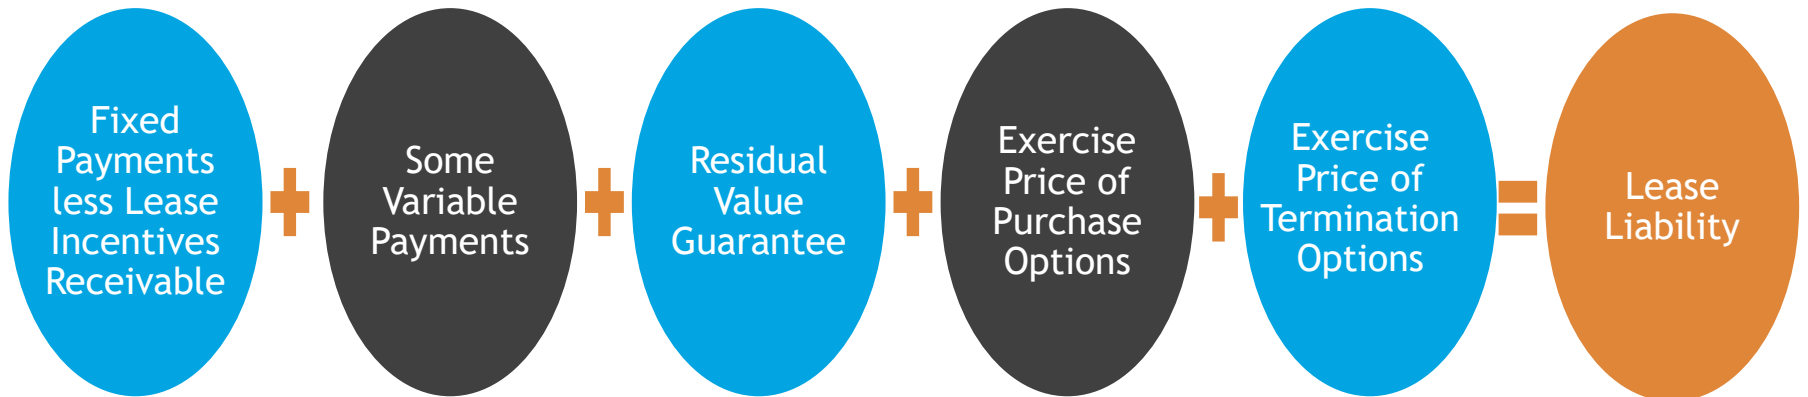 Fixed
Payments
less Lease
Incentives
Receivable
Some
Variable
Payments
Residual
Value
Guarantee
Exercise
Price of
Purchase
Options
Exercise
Price of
Termination
Options
Lease
Liability